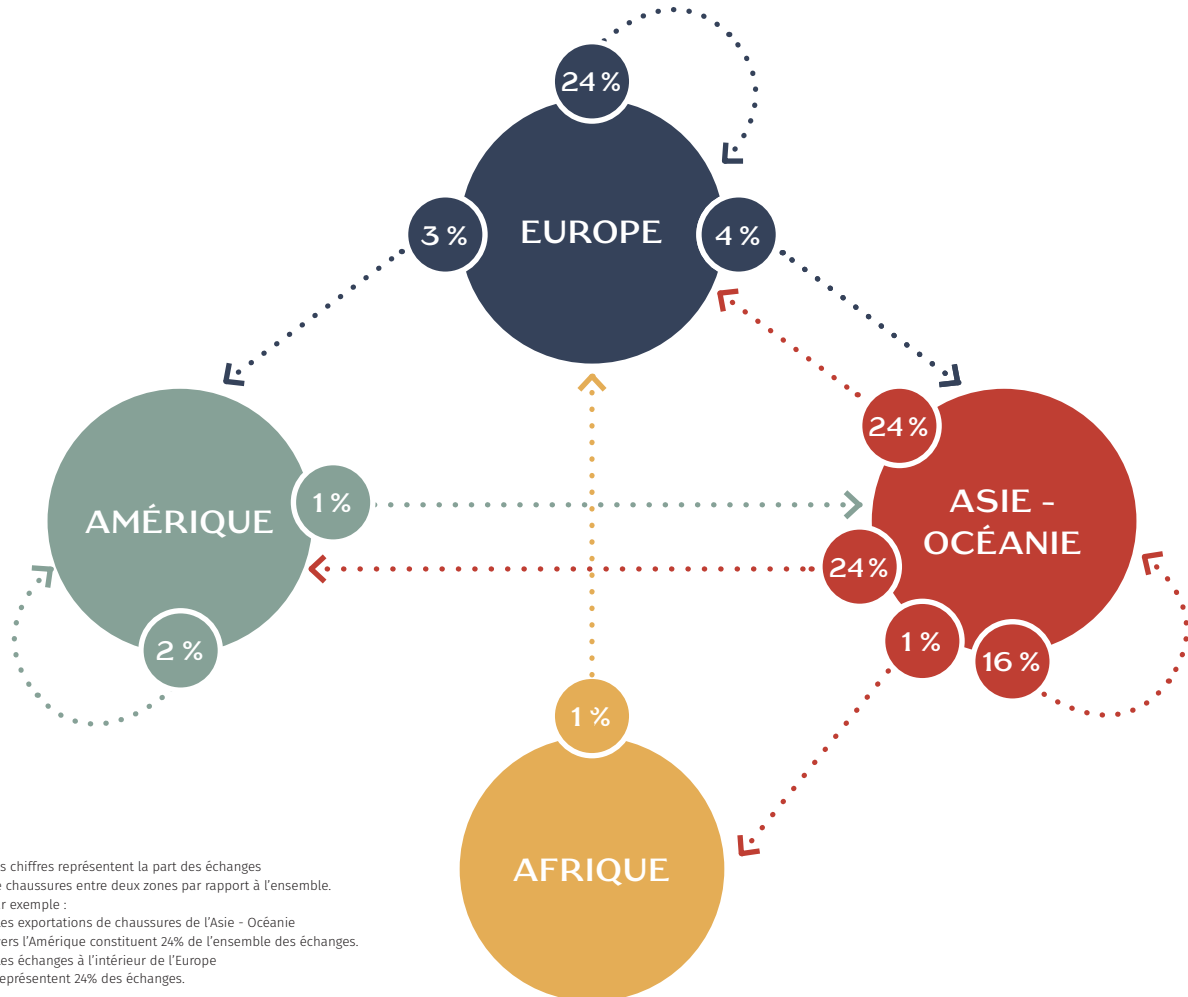 24 %
3 %
EUROPE
4 %
24 %
AMÉRIQUE
1 %
ASIE -
OCÉANIE
24 %
2 %
1 %
16 %
1 %
AFRIQUE
s chiffres représentent la part des échanges
e chaussures entre deux zones par rapport à l'ensemble.
r exemple :
es exportations de chaussures de l'Asie - Océanie
ers l'Amérique constituent 24% de l'ensemble des échanges.
es échanges à l'intérieur de l'Europe
eprésentent 24% des échanges.